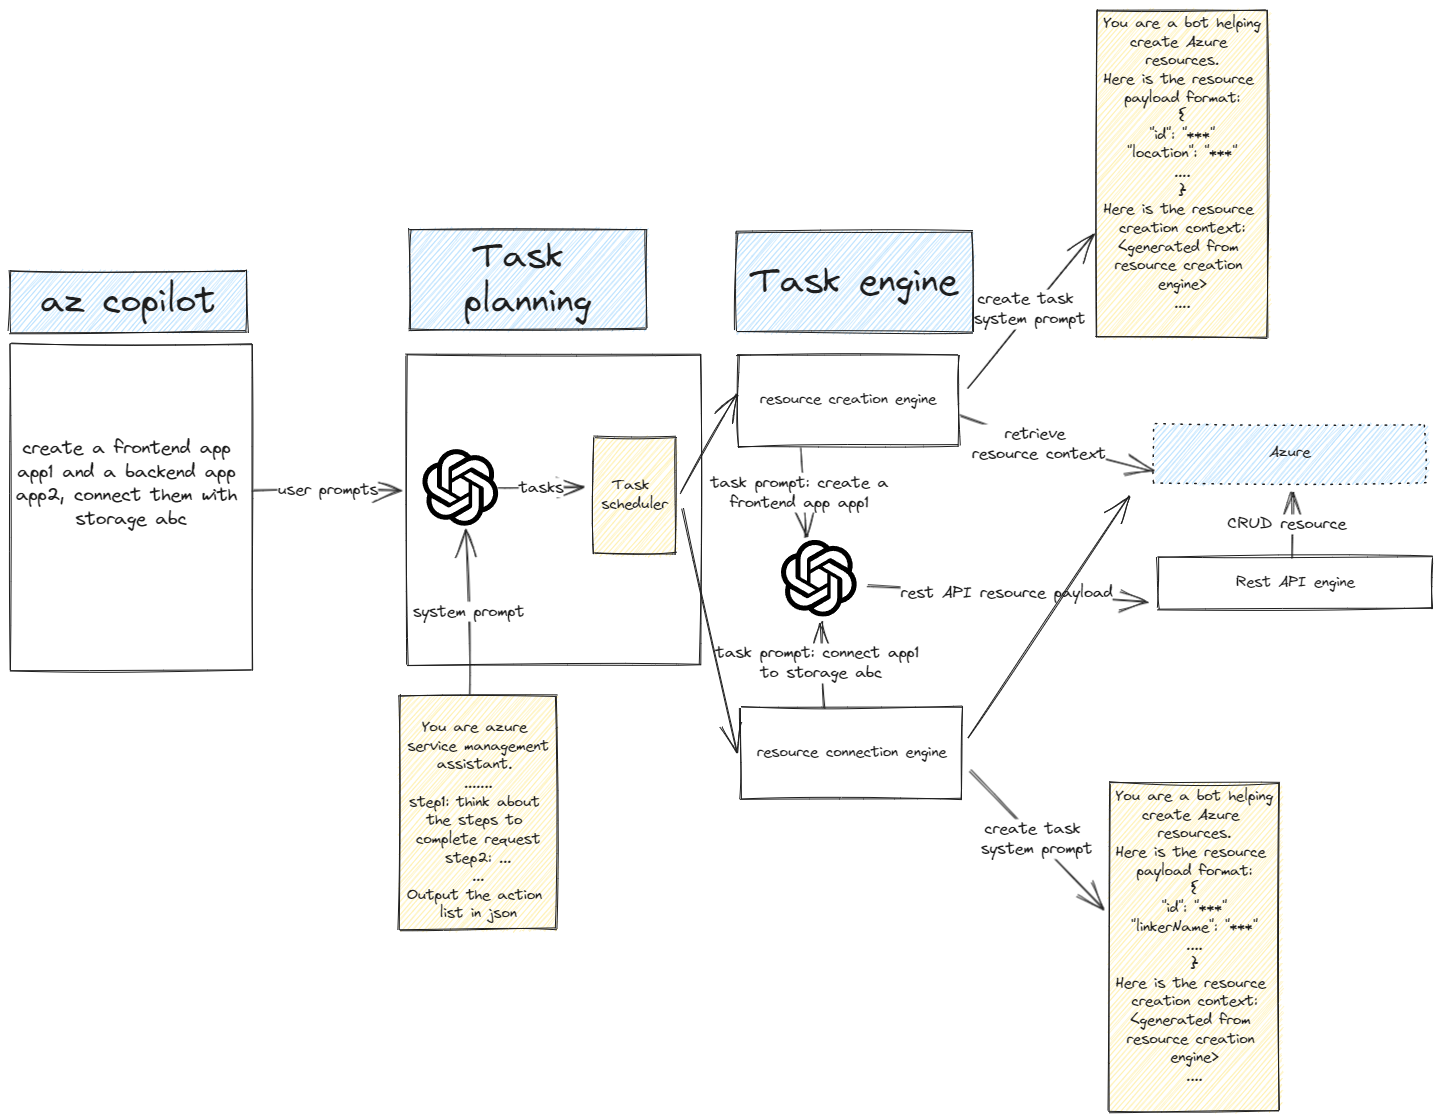 az copilot
create a frontend app
app1 and a backend app
app2, connect them with
storage abc
user prompts
Task
planning
tasks
Task
scheduler
system prompt
You are azure
service management
assistant.
.......
step1: think about
the steps to
complete request
step2: ...
...
Output the action
list in json
Task engine
resource creation engine
task prompt: create a
frontend app app1
rest API resource payload
task prompt: connect app1
to storage abc
resource connection engine
create task
system prompt
You are a bot helping
create Azure
resources.
Here is the resource
payload format:
{
"id": "***"
"location": "***"
....
}
Here is the resource
creation context:
<generated from
resource creation
engine>
....
retrieve
resource context
Azure
CRUD resource
Rest API engine
create task
system prompt
You are a bot helping
create Azure
resources.
Here is the resource
payload format:
{
"id": "***"
"linkerName": "***"
....
}
Here is the resource
creation context:
<generated from
resource creation
engine>
....